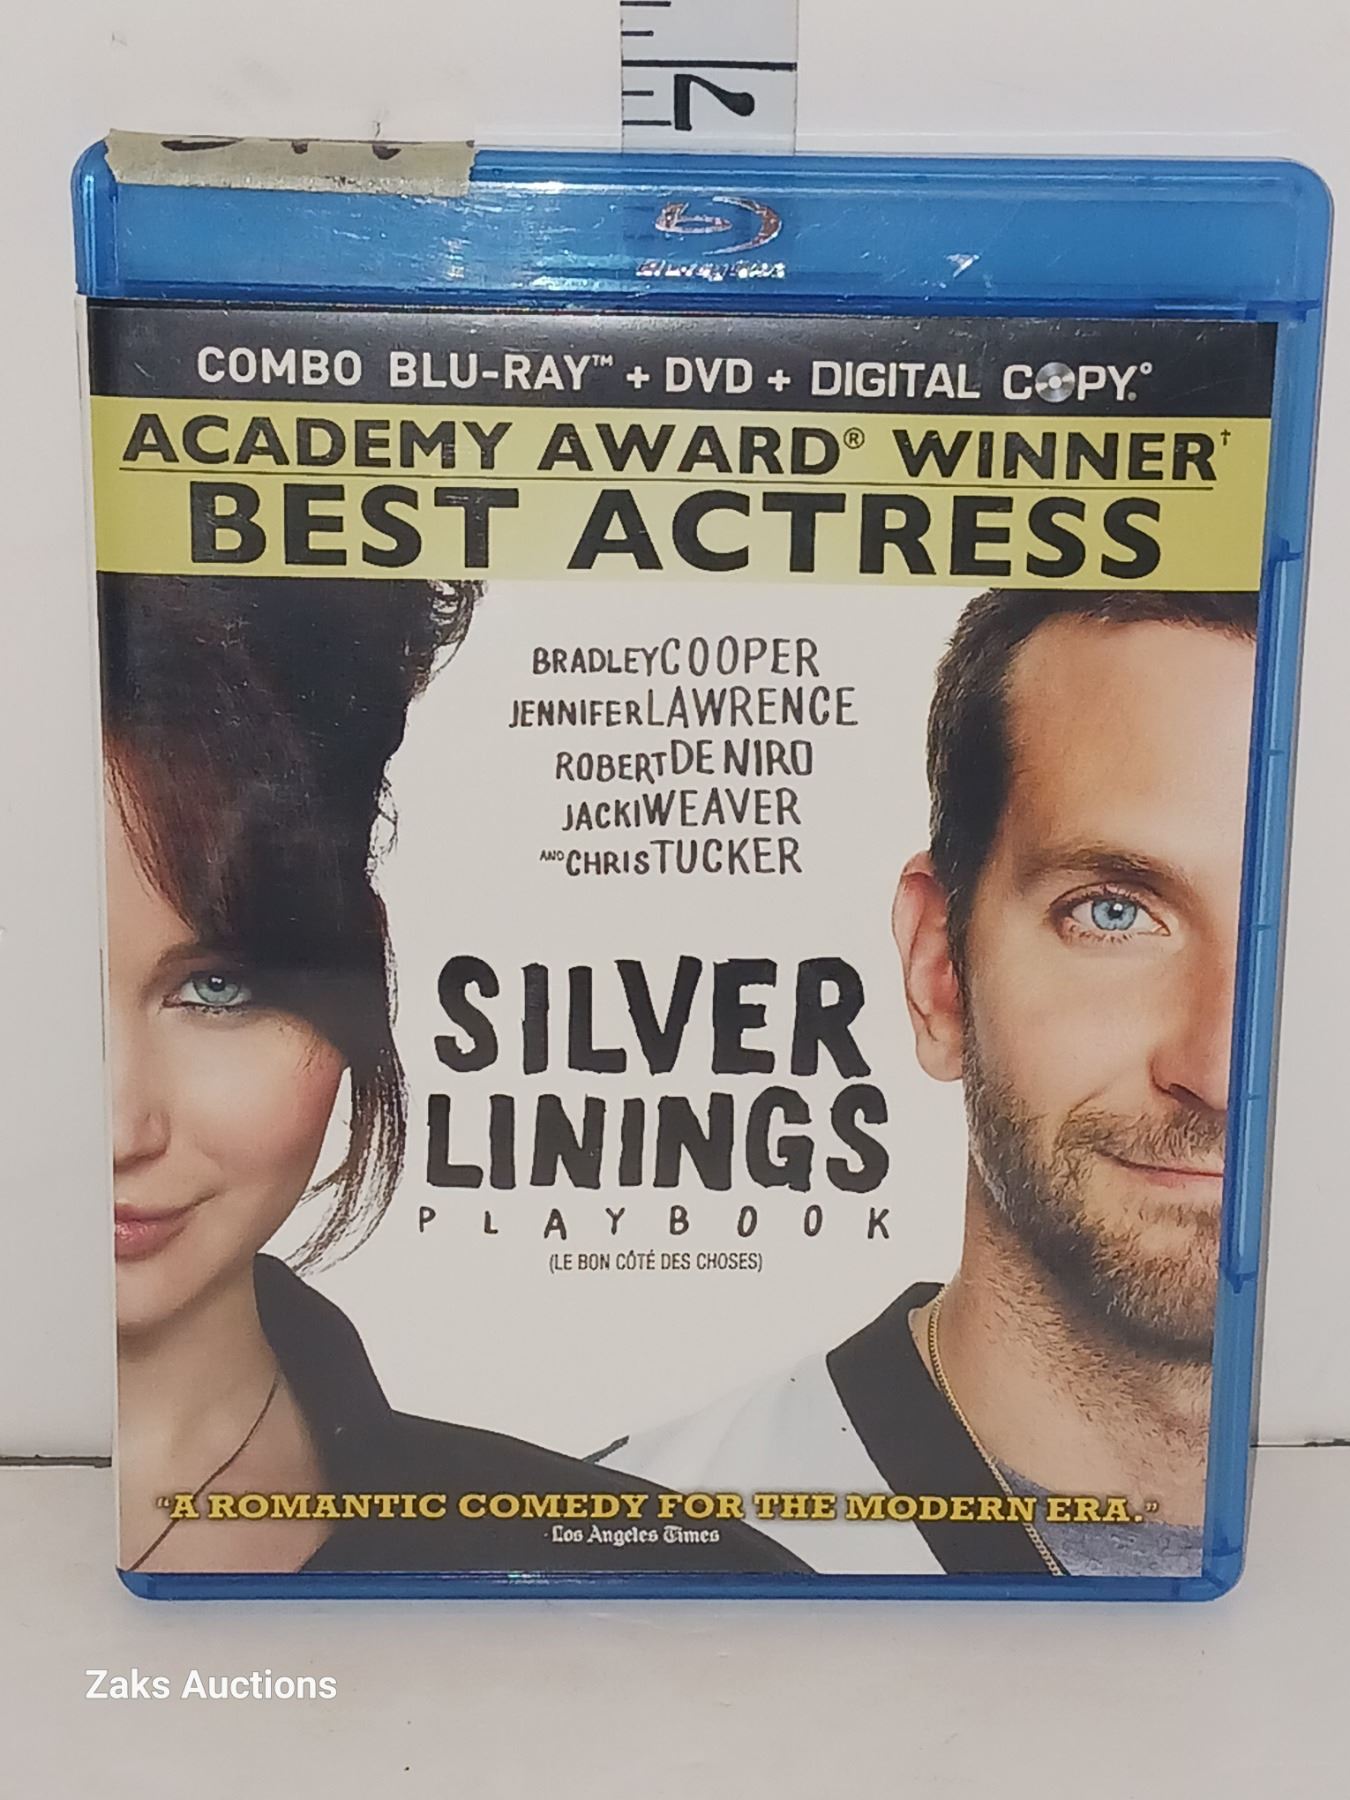 2
COMBO BLU-RAY™ + DVD + DIGITAL COPY.°
ACADEMY AWARD® WINNER†
BEST ACTRESS
BRADLEY COOPER
JENNIFER LAWRENCE
ROBERT DE NIRO
JACKI WEAVER
AND CHRIS TUCKER
SILVER
LININGS
PLAYBOOK
(LE BON CÔTÉ DES CHOSES)
"A ROMANTIC COMEDY FOR THE MODERN ERA."
- Los Angeles Times
Zaks Auctions